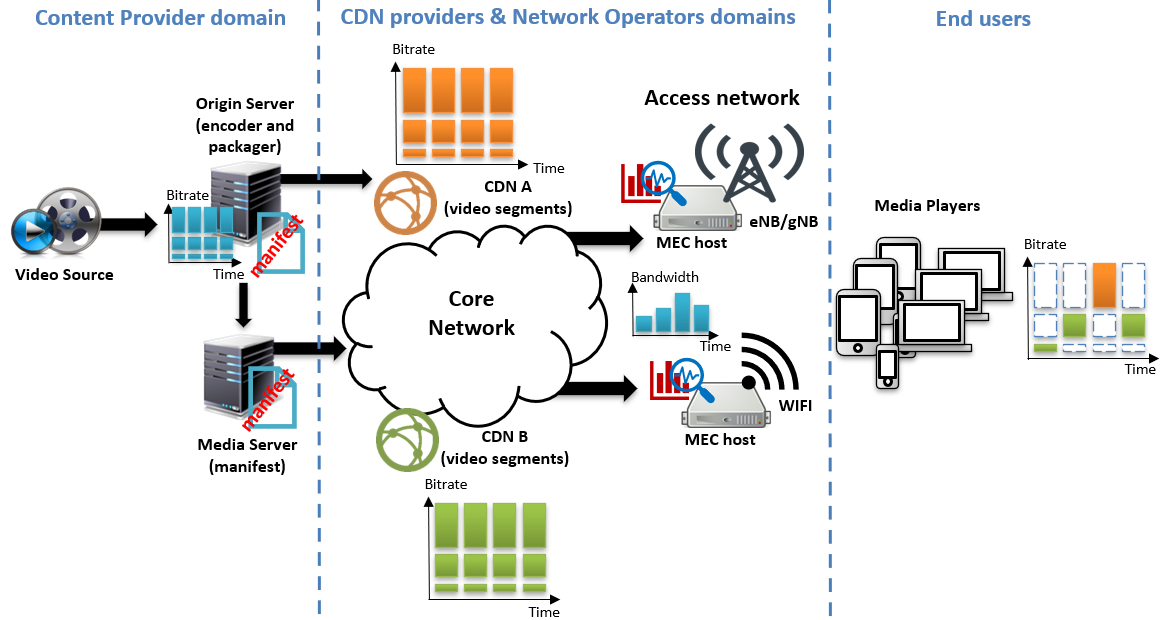 Content Provider domain
CDN providers & Network Operators domains
End users
Origin Server
(encoder and
packager)
Bitrate
Time
manifest
Video Source
Media Server
(manifest)
manifest
Bitrate
Time
CDN A
(video segments)
Core
Network
CDN B
(video segments)
Bitrate
Time
Access network
eNB/gNB
MEC host
Bandwidth
Time
WIFI
MEC host
Media Players
Bitrate
Time